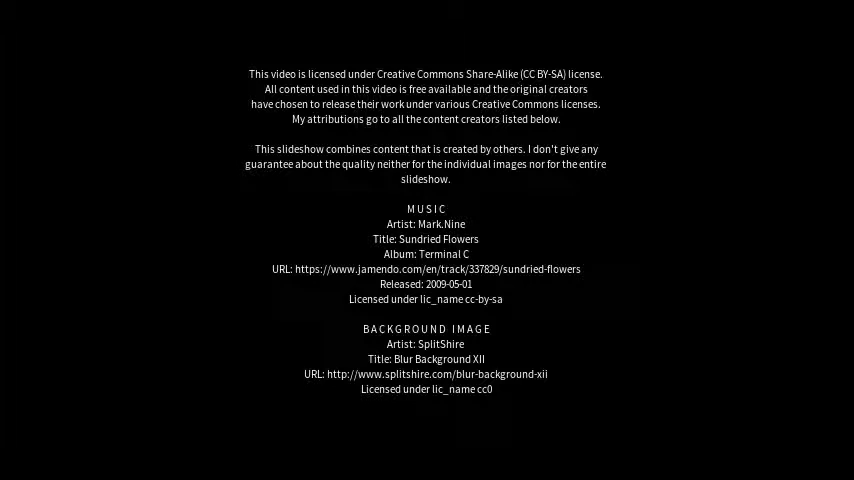 This video is licensed under Creative Commons Share-Alike (CC BY-SA) license.
All content used in this video is free available and the original creators
have chosen to release their work under various Creative Commons licenses.
My attributions go to all the content creators listed below.
This slideshow combines content that is created by others. I don't give any
guarantee about the quality neither for the individual images nor for the entire
slideshow.
MUSIC
Artist: Mark.Nine
Title: Sundried Flowers
Album: Terminal C
URL: https://www.jamendo.com/en/track/337829/sundried-flowers
Released: 2009-05-01
Licensed under lic_name cc-by-sa
BACKGROUND IMAGE
Artist: SplitShire
Title: Blur Background XII
URL: http://www.splitshire.com/blur-background-xii
Licensed under lic_name cc0